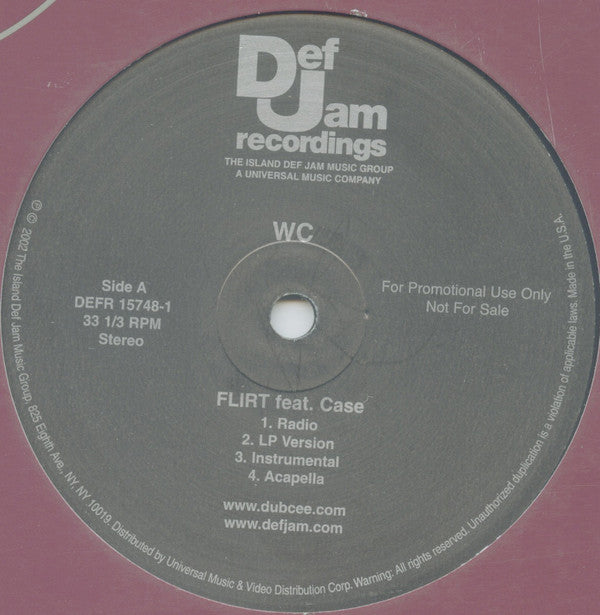 Def
Jam
recordings
THE ISLAND DEF JAM MUSIC GROUP
A UNIVERSAL MUSIC COMPANY
WC
Side A
DEFR 15748-1
33 1/3 RPM
Stereo
For Promotional Use Only
Not For Sale
FLIRT feat. Case
1. Radio
2. LP Version
3. Instrumental
4. Acapella
www.dubcee.com
www.defjam.com
℗ © 2002 The Island Def Jam Music Group, 825 Eighth Ave., NY, NY 10019. Distributed by Universal Music & Video Distribution Corp. Warning: All rights reserved. Unauthorized duplication is a violation of applicable laws. Made in the U.S.A.